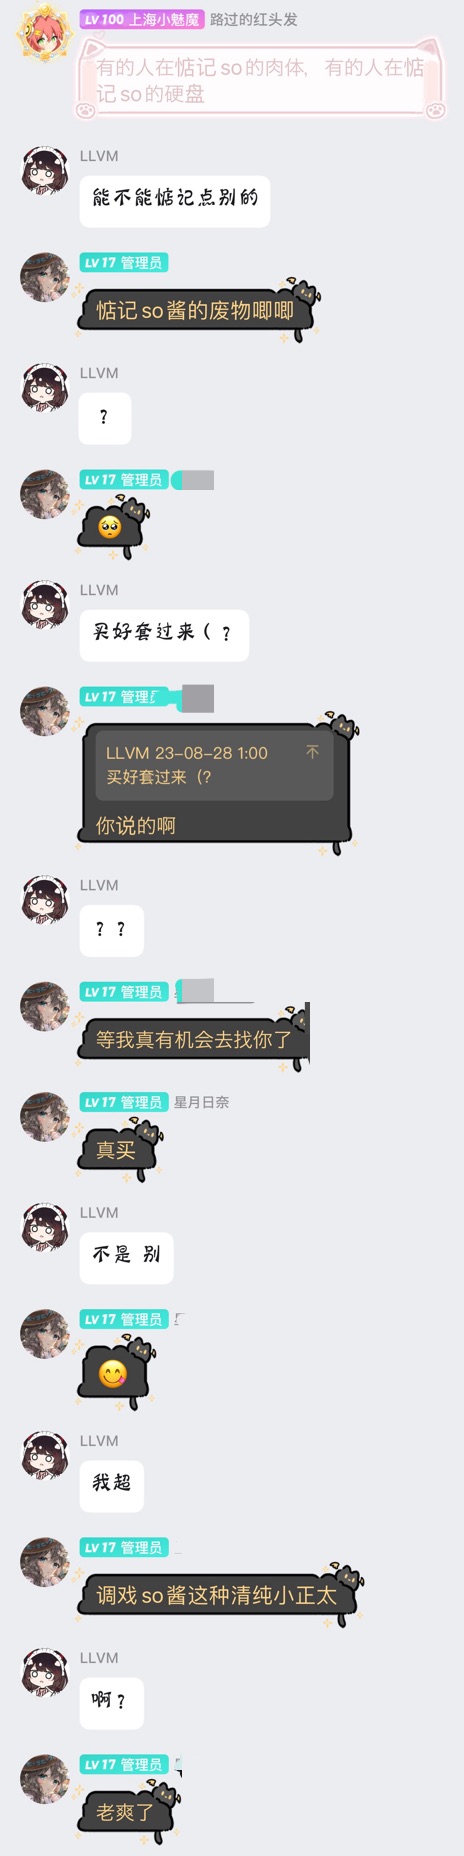 LV100 上海小魅魔 路过的红头发
有的人在惦记so的肉体，有的人在惦
记so的硬盘
LLVM
能不能惦记点别的
LV17 管理员
惦记so酱的废物唧唧
LLVM
？
LV17 管理员
🥺
LLVM
买好套过来（？
LV17 管理
LLVM 23-08-28 1:00
买好套过来（?
你说的啊
LLVM
？？
LV17 管理员
等我真有机会去找你了
LV17 管理员 星月日奈
真买
LLVM
不是 别
LV17 管理员
😋
LLVM
我超
LV17 管理员
调戏so酱这种清纯小正太
LLVM
啊？
LV17 管理员
老爽了